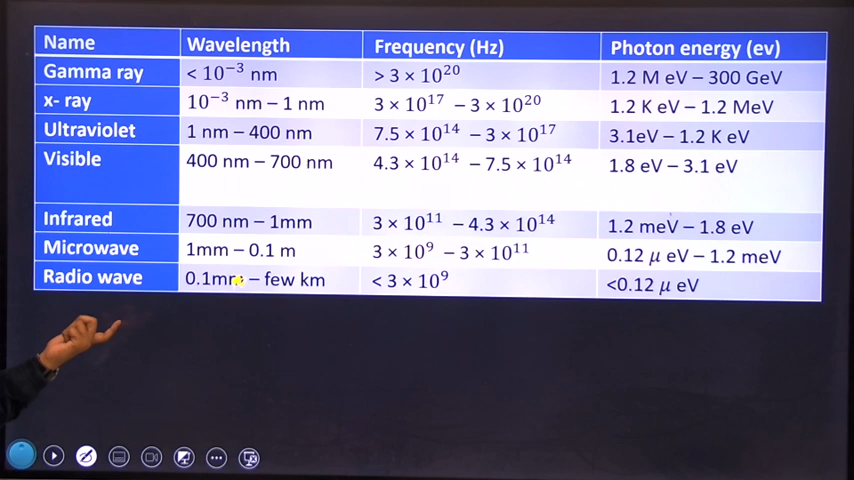 Name Wavelength Frequency (Hz) Photon energy (ev)
Gamma ray < 10⁻³ nm > 3 × 10²⁰ 1.2 M eV – 300 GeV
x- ray 10⁻³ nm – 1 nm 3 × 10¹⁷ – 3 × 10²⁰ 1.2 K eV – 1.2 MeV
Ultraviolet 1 nm – 400 nm 7.5 × 10¹⁴ – 3 × 10¹⁷ 3.1eV – 1.2 K eV
Visible 400 nm – 700 nm 4.3 × 10¹⁴ – 7.5 × 10¹⁴ 1.8 eV – 3.1 eV
Infrared 700 nm – 1mm 3 × 10¹¹ – 4.3 × 10¹⁴ 1.2 meV – 1.8 eV
Microwave 1mm – 0.1 m 3 × 10⁹ – 3 × 10¹¹ 0.12 μ eV – 1.2 meV
Radio wave 0.1mm – few km < 3 × 10⁹ <0.12 μ eV